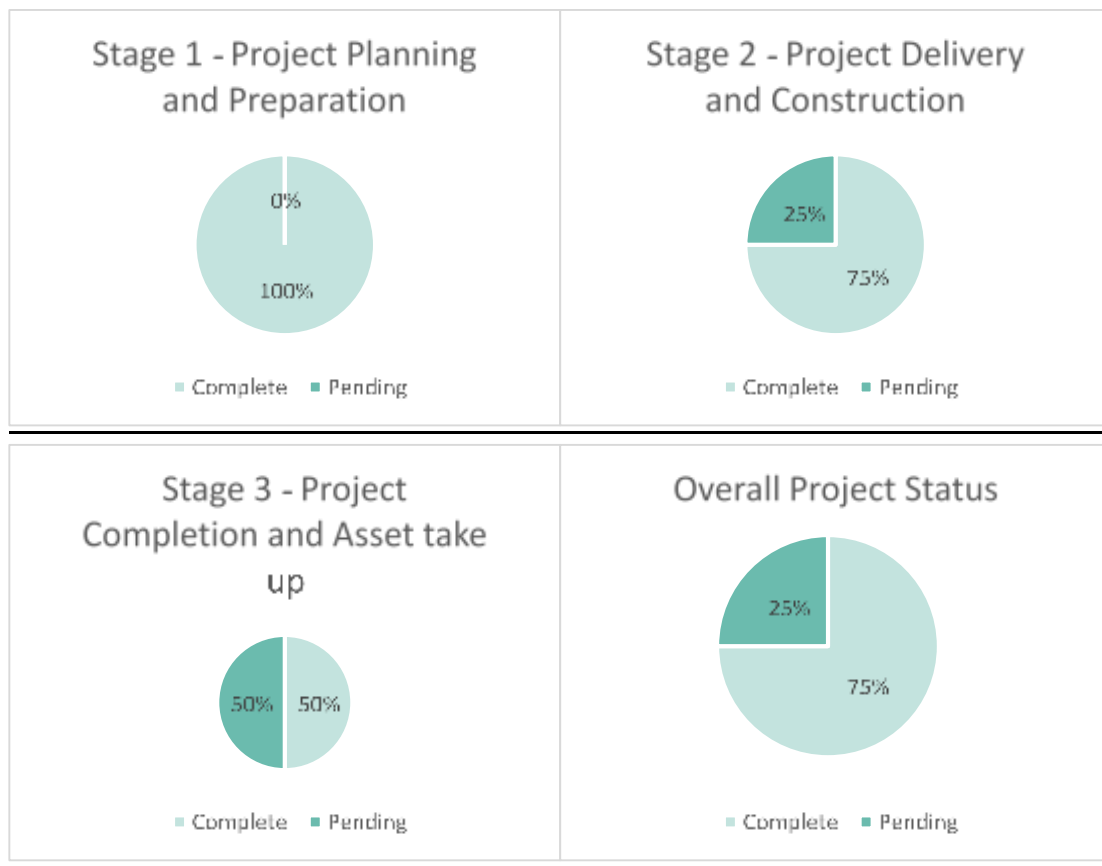 Stage 1 - Project Planning
and Preparation
0%
100%
Complete Pending
Stage 2 - Project Delivery
and Construction
25%
75%
Complete Pending
Stage 3 - Project
Completion and Asset take
up
50% 50%
Complete Pending
Overall Project Status
25%
75%
Complete Pending